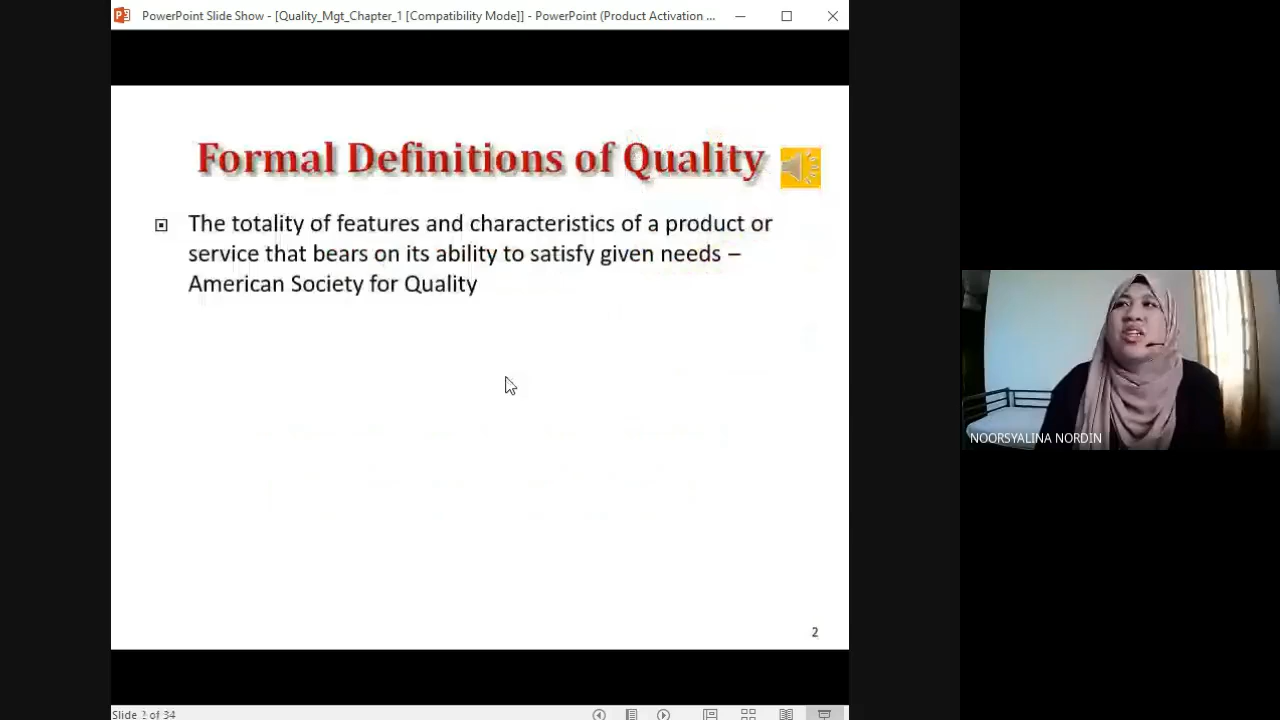 PowerPoint Slide Show - [Quality_Mgt_Chapter_1 [Compatibility Mode]] - PowerPoint (Product Activation ...
Formal Definitions of Quality
The totality of features and characteristics of a product or
service that bears on its ability to satisfy given needs –
American Society for Quality
NOORSYALINA NORDIN
2
Slide 2 of 34